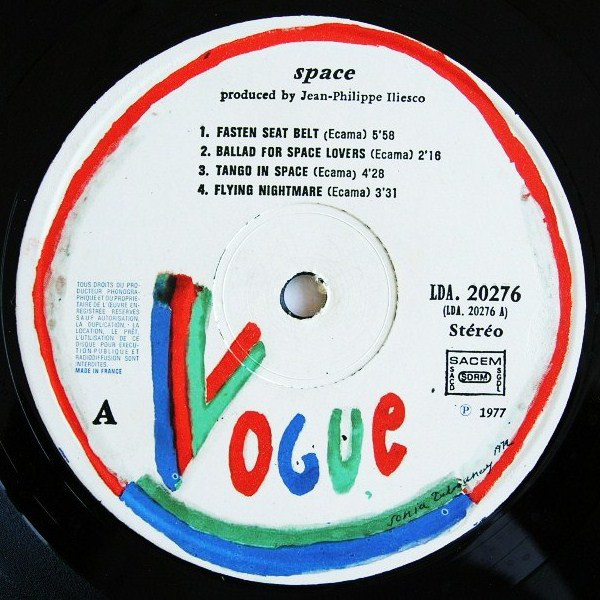 space
produced by Jean-Philippe Iliesco
1. FASTEN SEAT BELT (Ecama) 5'58
2. BALLAD FOR SPACE LOVERS (Ecama) 2'16
3. TANGO IN SPACE (Ecama) 4'28
4. FLYING NIGHTMARE (Ecama) 3'31
TOUS DROITS DU PRO-
DUCTEUR PHONOGRA-
PHIQUE ET DU PROPRIE-
TAIRE DE L'ŒUVRE EN-
REGISTREE RESERVES
SAUF AUTORISATION.
LA DUPLICATION, LA
LOCATION, LE PRÊT,
L'UTILISATION DE CE
DISQUE POUR EXECU-
TION PUBLIQUE ET
RADIODIFFUSION SONT
INTERDITES.
MADE IN FRANCE
LDA. 20276
(LDA. 20276 A)
Stéréo
SACEM
SACD SDRM SGDL
℗ 1977
A
VOGUE
Sonia Delaunay 1974